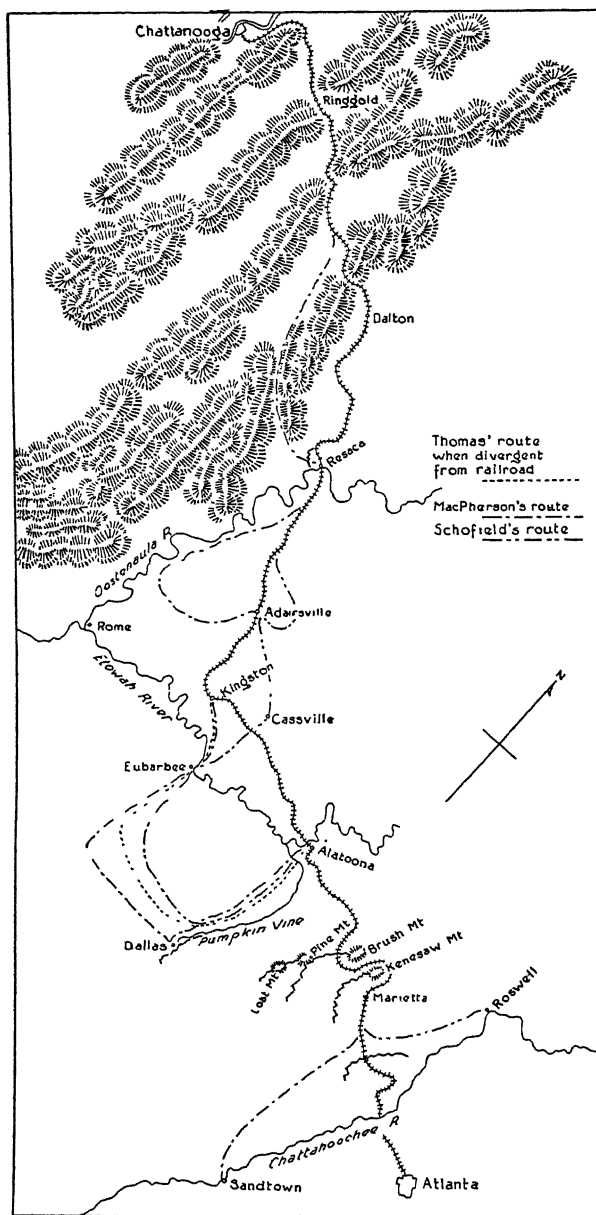 Chattanooga
Ringgold
Dalton
Resaca
Thomas' route
when divergent
from railroad
MacPherson's route
Schofield's route
Oostenaula R
Adairsville
Rome
Etowah River
Kingston
Cassville
N
Eubarbee
Alatoona
Pumpkin Vine
Dallas
Lost Mt
Pine Mt
Brush Mt
Kenesaw Mt
Marietta
Roswell
Chattahoochee R
Sandtown
Atlanta